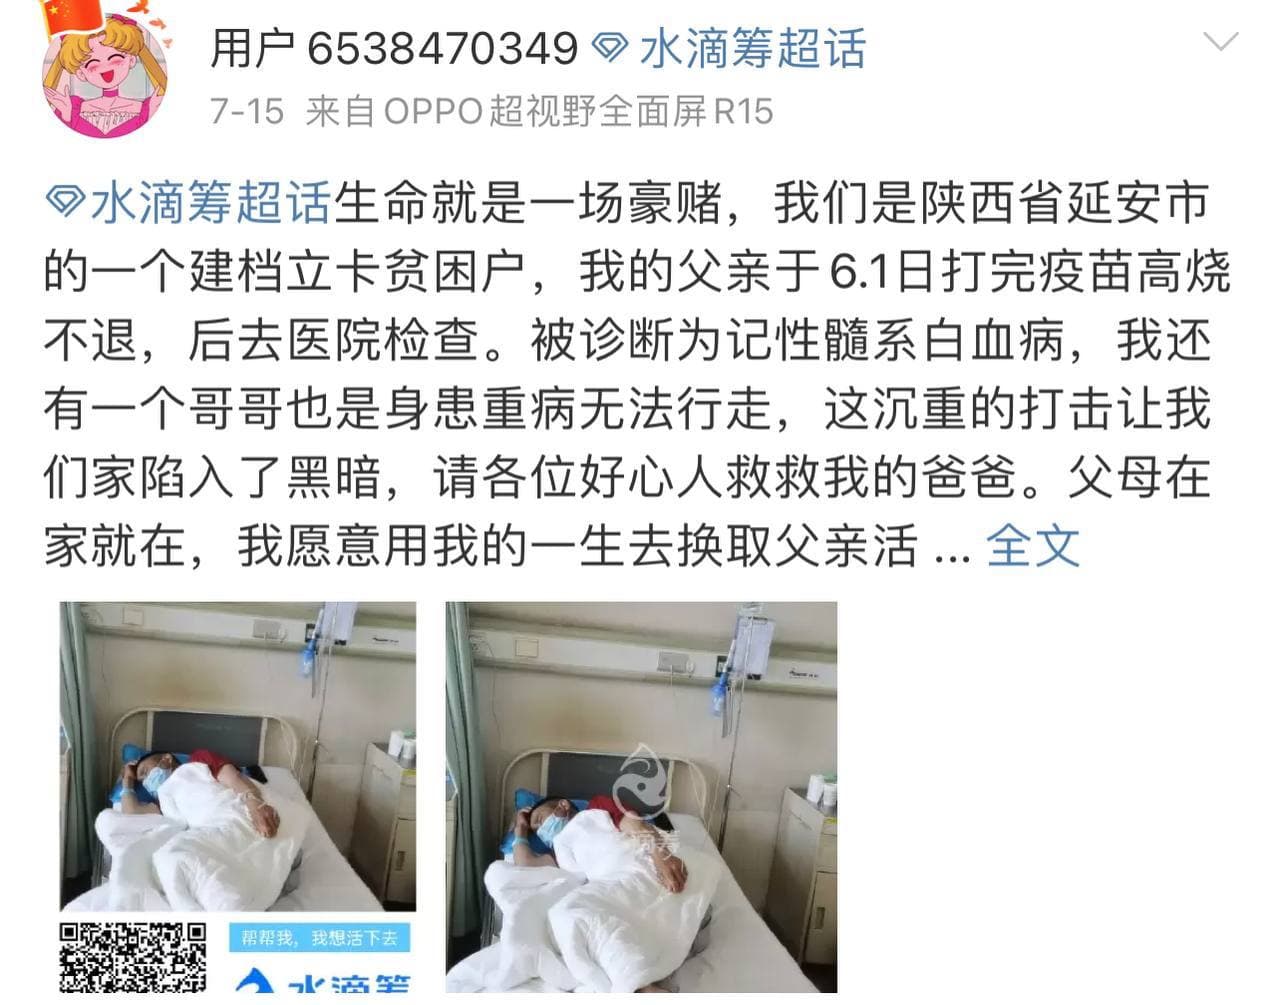 用户6538470349 水滴筹超话
7-15 来自OPPO超视野全面屏R15
水滴筹超话生命就是一场豪赌，我们是陕西省延安市
的一个建档立卡贫困户，我的父亲于6.1日打完疫苗高烧
不退，后去医院检查。被诊断为记性髓系白血病，我还
有一个哥哥也是身患重病无法行走，这沉重的打击让我
们家陷入了黑暗，请各位好心人救救我的爸爸。父母在
家就在，我愿意用我的一生去换取父亲活 ... 全文
帮帮我，我想活下去
水滴筹
滴筹